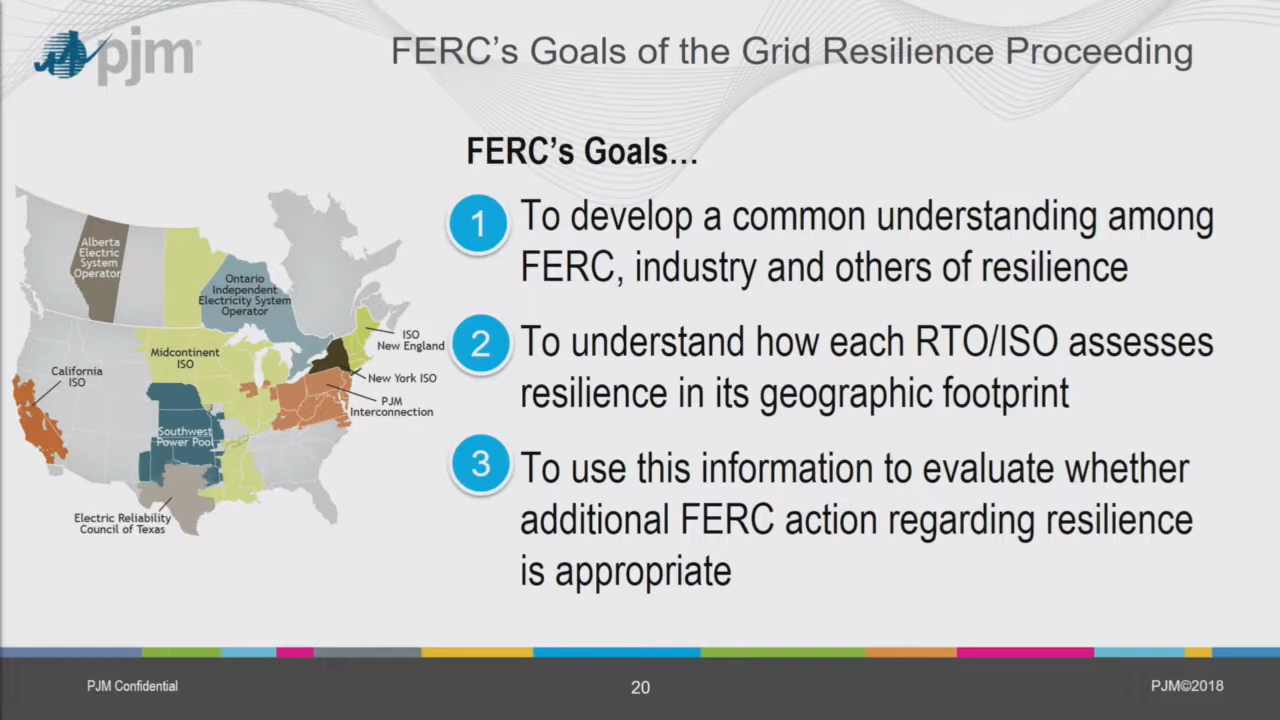 pjm
FERC's Goals of the Grid Resilience Proceeding
FERC's Goals…
1
To develop a common understanding among
FERC, industry and others of resilience
2
To understand how each RTO/ISO assesses
resilience in its geographic footprint
3
To use this information to evaluate whether
additional FERC action regarding resilience
is appropriate
Alberta
Electric
System
Operator
Ontario
Independent
Electricity System
Operator
ISO
New England
Midcontinent
ISO
California
ISO
New York ISO
PJM
Interconnection
Southwest
Power Pool
Electric Reliability
Council of Texas
PJM Confidential
20
PJM©2018